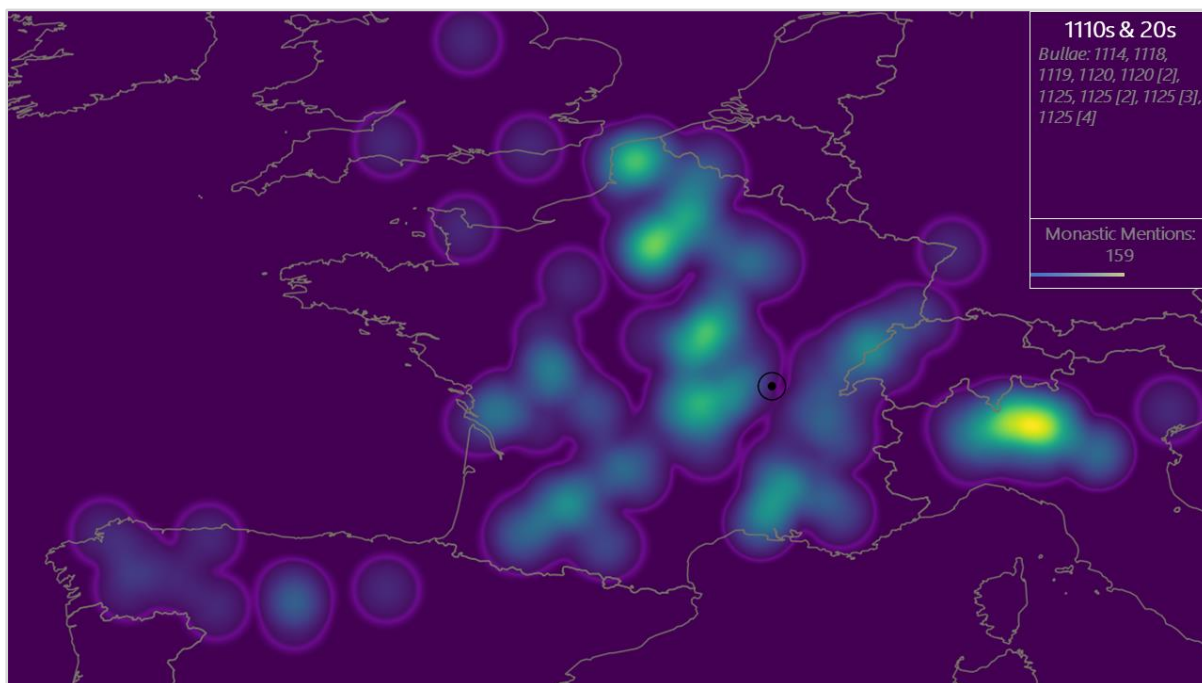 1110s & 20s
Bullae: 1114, 1118,
1119, 1120, 1120 [2],
1125, 1125 [2], 1125 [3],
1125 [4]
Monastic Mentions:
159